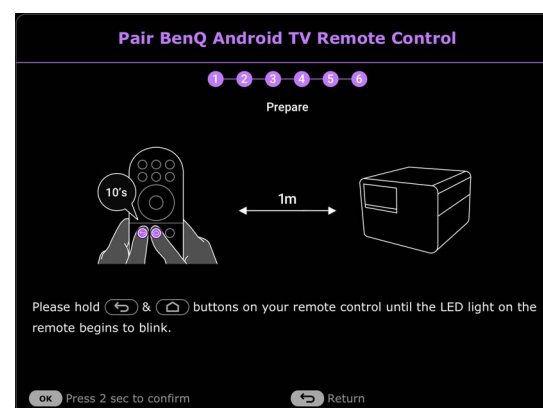 Pair BenQ Android TV Remote Control
1 2 3 4 5 6
Prepare
10's
1m
Please hold & buttons on your remote control until the LED light on the
remote begins to blink.
OK Press 2 sec to confirm Return